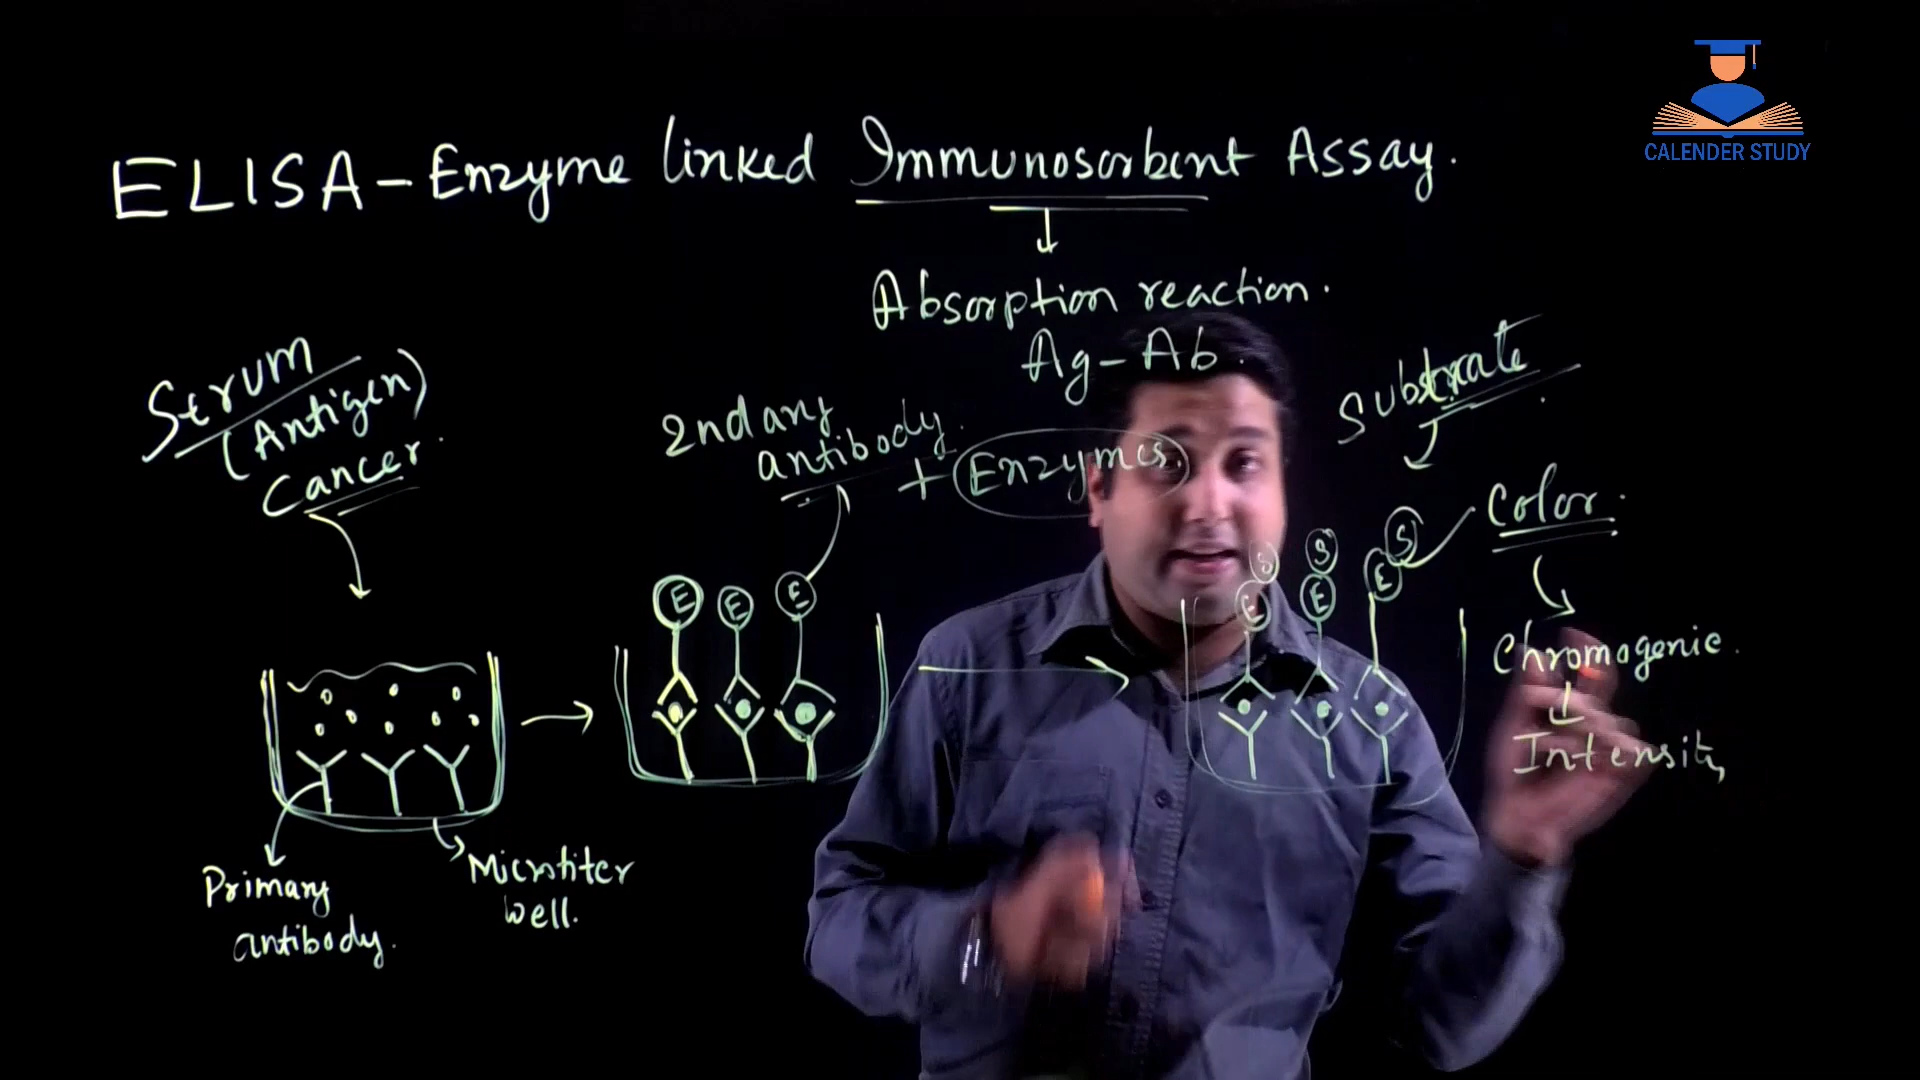 CALENDER STUDY
ELISA - Enzyme linked Immunosorbent Assay.
Absorption reaction.
Ag - Ab.
Serum
(Antigen)
Cancer.
2ndary
antibody.
+ Enzymes.
Substrate
Color.
Chromogenic.
Intensity
S S S
E E E
E E E
Primary
antibody.
Microtiter
well.